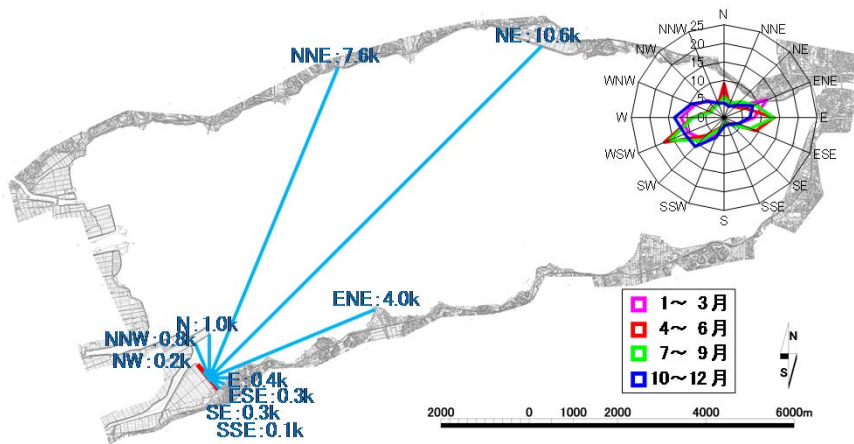 NNE:7.6k
NE:10.6k
N
NNE
NE
ENE
E
ESE
SE
SSE
S
SSW
SW
WSW
W
WNW
NW
NNW
25
20
15
10
5
0
ENE:4.0k
N:1.0k
NNW:0.8k
NW:0.2k
E:0.4k
ESE:0.3k
SE:0.3k
SSE:0.1k
1～ 3月
4～ 6月
7～ 9月
10～12月
N
S
2000 0 1000 2000 4000 6000m